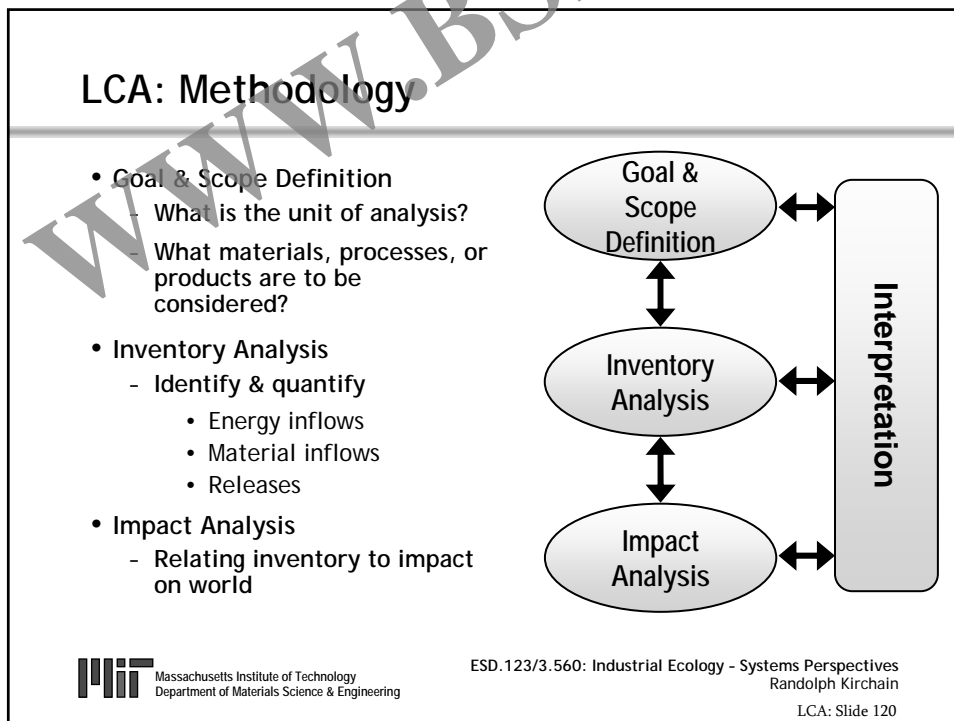 WWW.BS
LCA: Methodology
• Goal & Scope Definition
- What is the unit of analysis?
- What materials, processes, or
products are to be
considered?
• Inventory Analysis
- Identify & quantify
• Energy inflows
• Material inflows
• Releases
• Impact Analysis
- Relating inventory to impact
on world
Goal &
Scope
Definition
Inventory
Analysis
Impact
Analysis
Interpretation
MIT
Massachusetts Institute of Technology
Department of Materials Science & Engineering
ESD.123/3.560: Industrial Ecology – Systems Perspectives
Randolph Kirchain
LCA: Slide 120